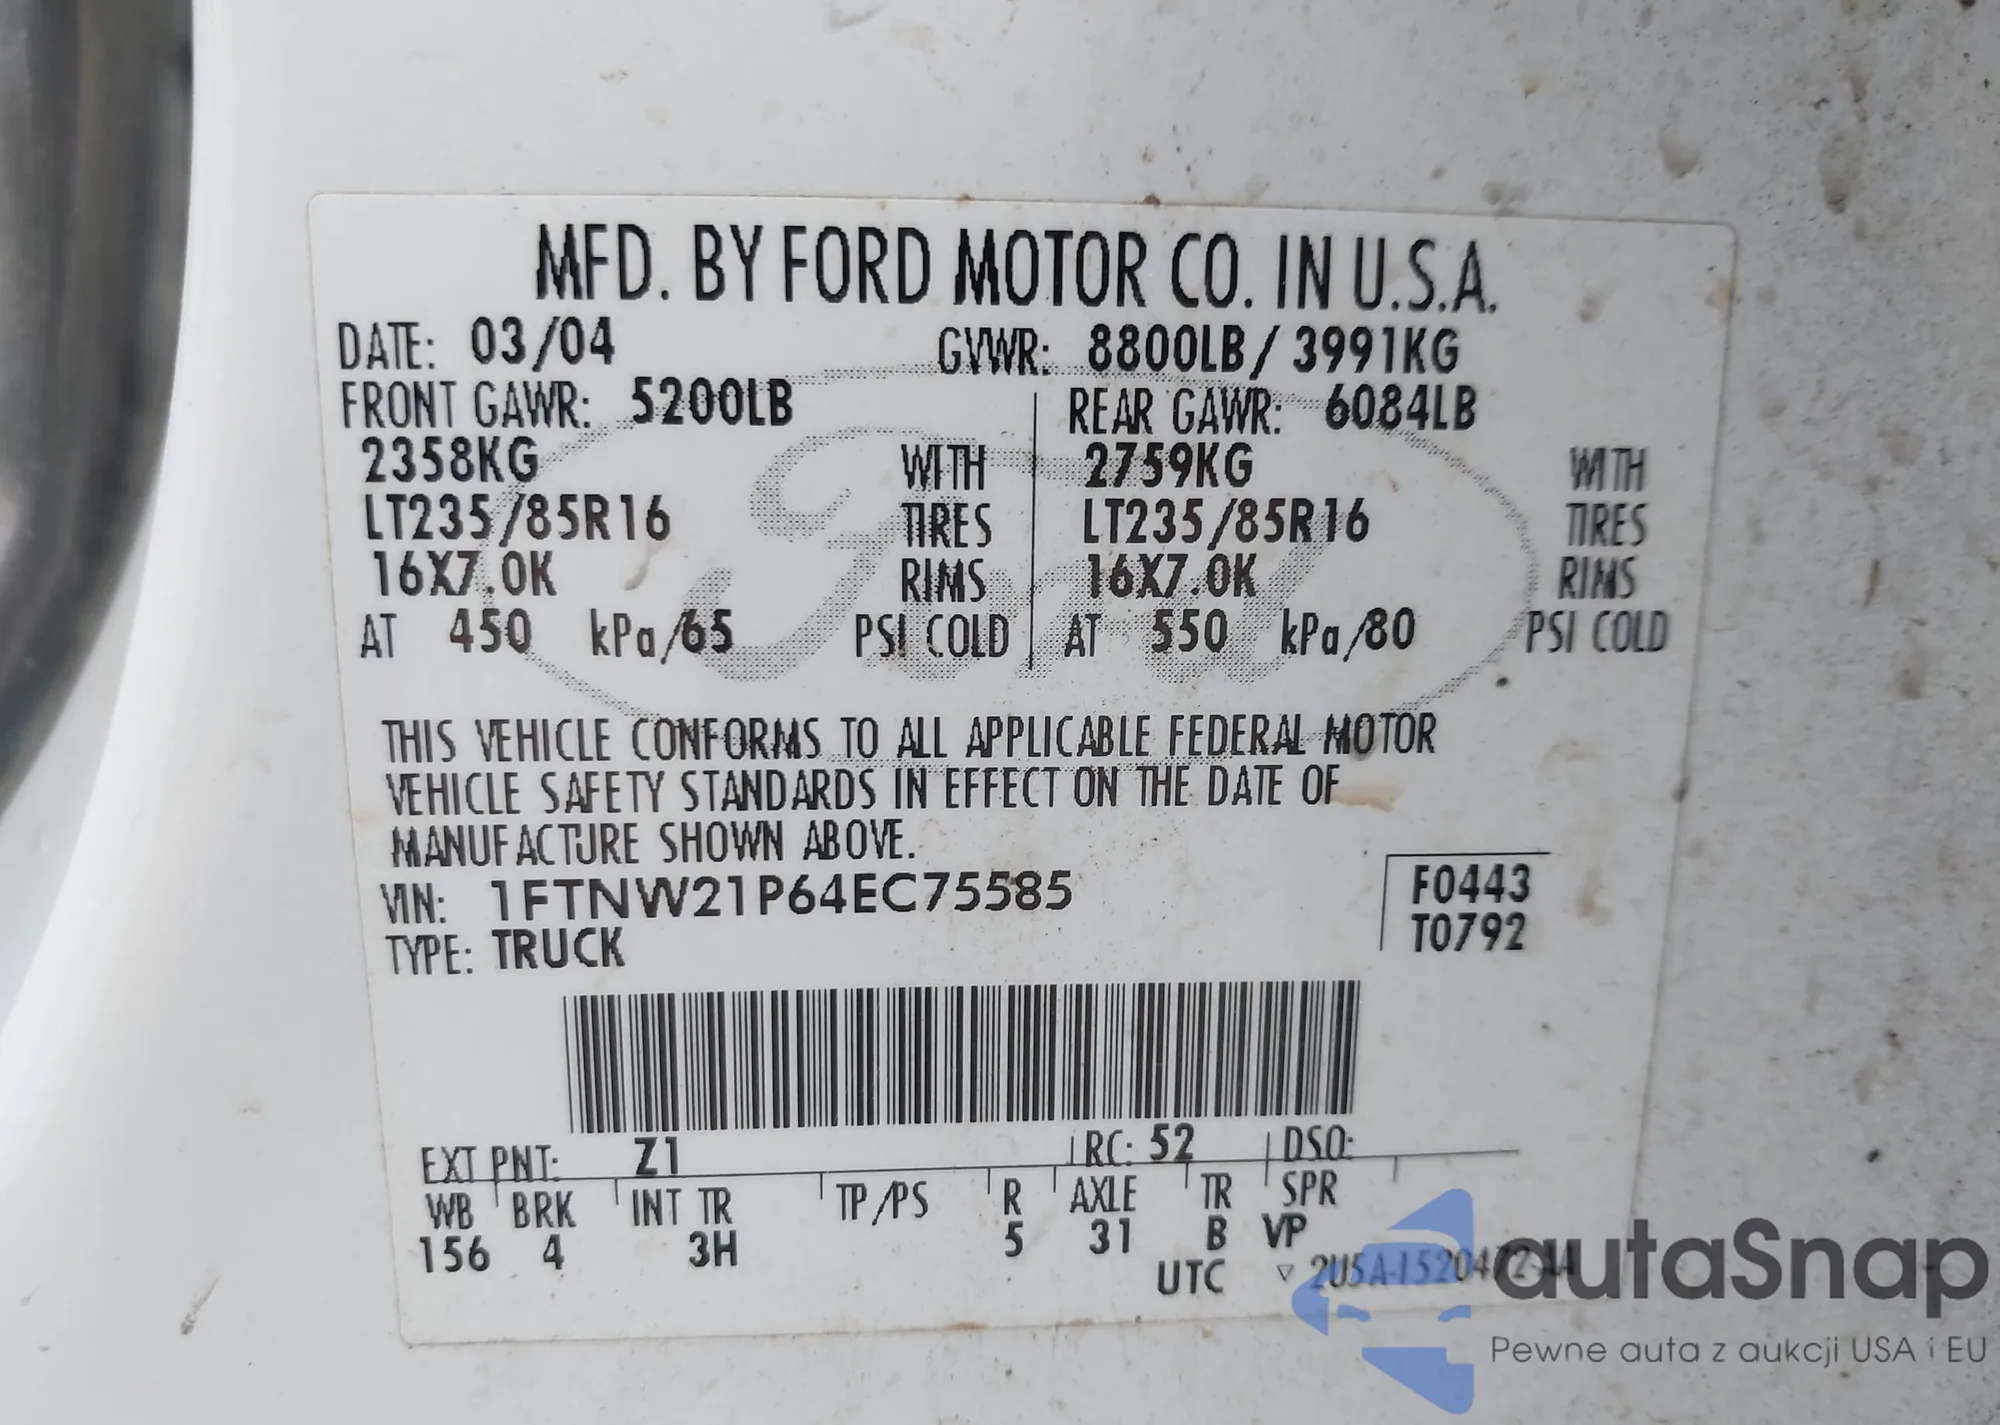 MFD. BY FORD MOTOR CO. IN U.S.A.
DATE: 03/04 GVWR: 8800LB/ 3991KG
FRONT GAWR: 5200LB REAR GAWR: 6084LB
2358KG WITH 2759KG WITH
LT235/85R16 TIRES LT235/85R16 TIRES
16X7.0K RIMS 16X7.0K RIMS
AT 450 kPa/65 PSI COLD AT 550 kPa/80 PSI COLD
THIS VEHICLE CONFORMS TO ALL APPLICABLE FEDERAL MOTOR
VEHICLE SAFETY STANDARDS IN EFFECT ON THE DATE OF
MANUFACTURE SHOWN ABOVE.
VIN: 1FTNW21P64EC75585 F0443
TYPE: TRUCK T0792
EXT PNT: Z1 RC: 52 DSO:
WB BRK INT TR TP/PS R AXLE TR SPR
156 4 3H 5 31 B VP
UTC ▽ 2U5A-1520472-AA
autaSnap
Pewne auta z aukcji USA i EU
Ford